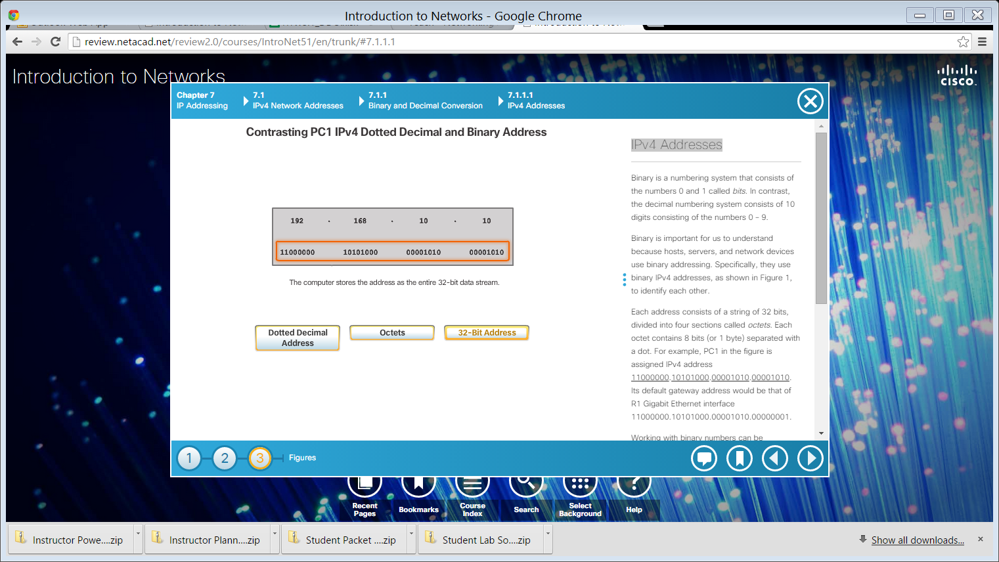 Introduction to Networks - Google Chrome
review.netacad.net/review2.0/courses/IntroNet51/en/trunk/#7.1.1.1
Introduction to Networks
CISCO
Chapter 7
IP Addressing
7.1
IPv4 Network Addresses
7.1.1
Binary and Decimal Conversion
7.1.1.1
IPv4 Addresses
Contrasting PC1 IPv4 Dotted Decimal and Binary Address
192 . 168 . 10 . 10
11000000 10101000 00001010 00001010
The computer stores the address as the entire 32-bit data stream.
Dotted Decimal
Address
Octets
32-Bit Address
IPv4 Addresses
Binary is a numbering system that consists of
the numbers 0 and 1 called bits. In contrast,
the decimal numbering system consists of 10
digits consisting of the numbers 0 – 9.
Binary is important for us to understand
because hosts, servers, and network devices
use binary addressing. Specifically, they use
binary IPv4 addresses, as shown in Figure 1,
to identify each other.
Each address consists of a string of 32 bits,
divided into four sections called octets. Each
octet contains 8 bits (or 1 byte) separated with
a dot. For example, PC1 in the figure is
assigned IPv4 address
11000000.10101000.00001010.00001010.
Its default gateway address would be that of
R1 Gigabit Ethernet interface
11000000.10101000.00001010.00000001.
Working with binary numbers can be
1 2 3 Figures
Recent
Pages
Bookmarks
Course
Index
Search
Select
Background
Help
Instructor Powe....zip
Instructor Plann....zip
Student Packet ....zip
Student Lab So....zip
Show all downloads...